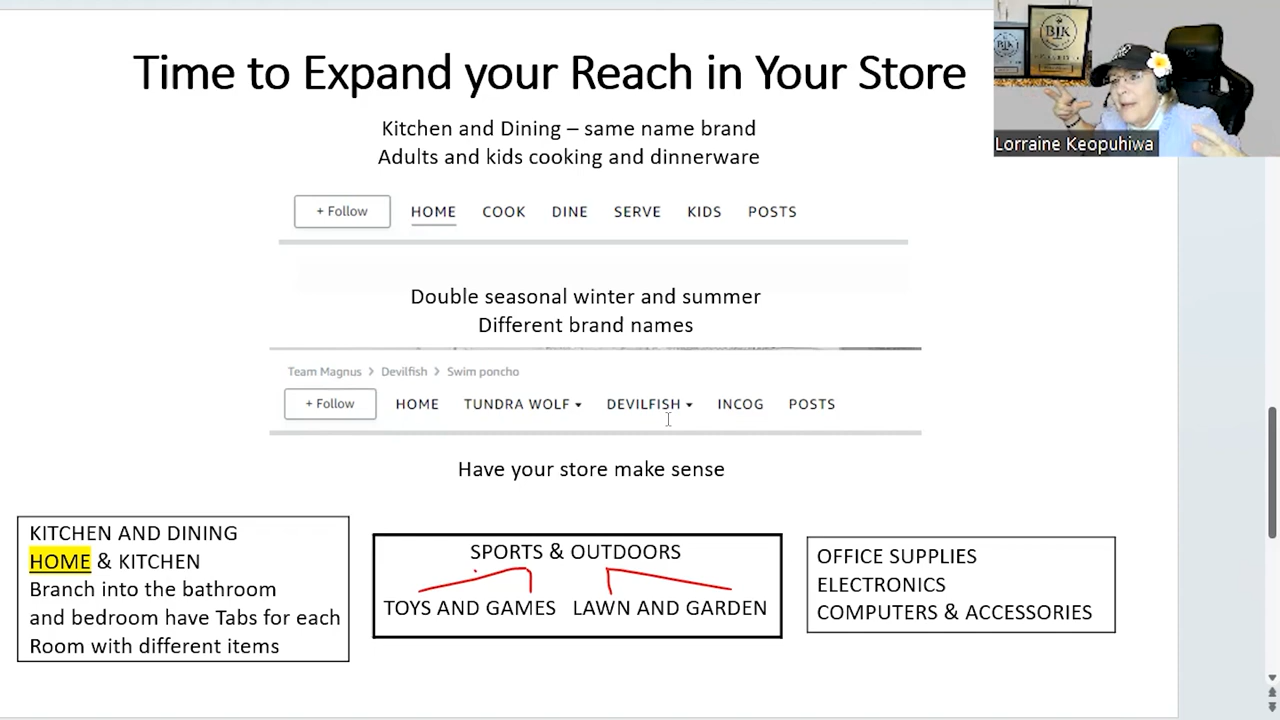 Time to Expand your Reach in Your Store
Kitchen and Dining – same name brand
Adults and kids cooking and dinnerware
+ Follow HOME COOK DINE SERVE KIDS POSTS
Double seasonal winter and summer
Different brand names
Team Magnus > Devilfish > Swim poncho
+ Follow HOME TUNDRA WOLF DEVILFISH INCOG POSTS
Have your store make sense
KITCHEN AND DINING
HOME & KITCHEN
Branch into the bathroom
and bedroom have Tabs for each
Room with different items
SPORTS & OUTDOORS
TOYS AND GAMES LAWN AND GARDEN
OFFICE SUPPLIES
ELECTRONICS
COMPUTERS & ACCESSORIES
BJK
BJK
Lorraine Keopuhiwa